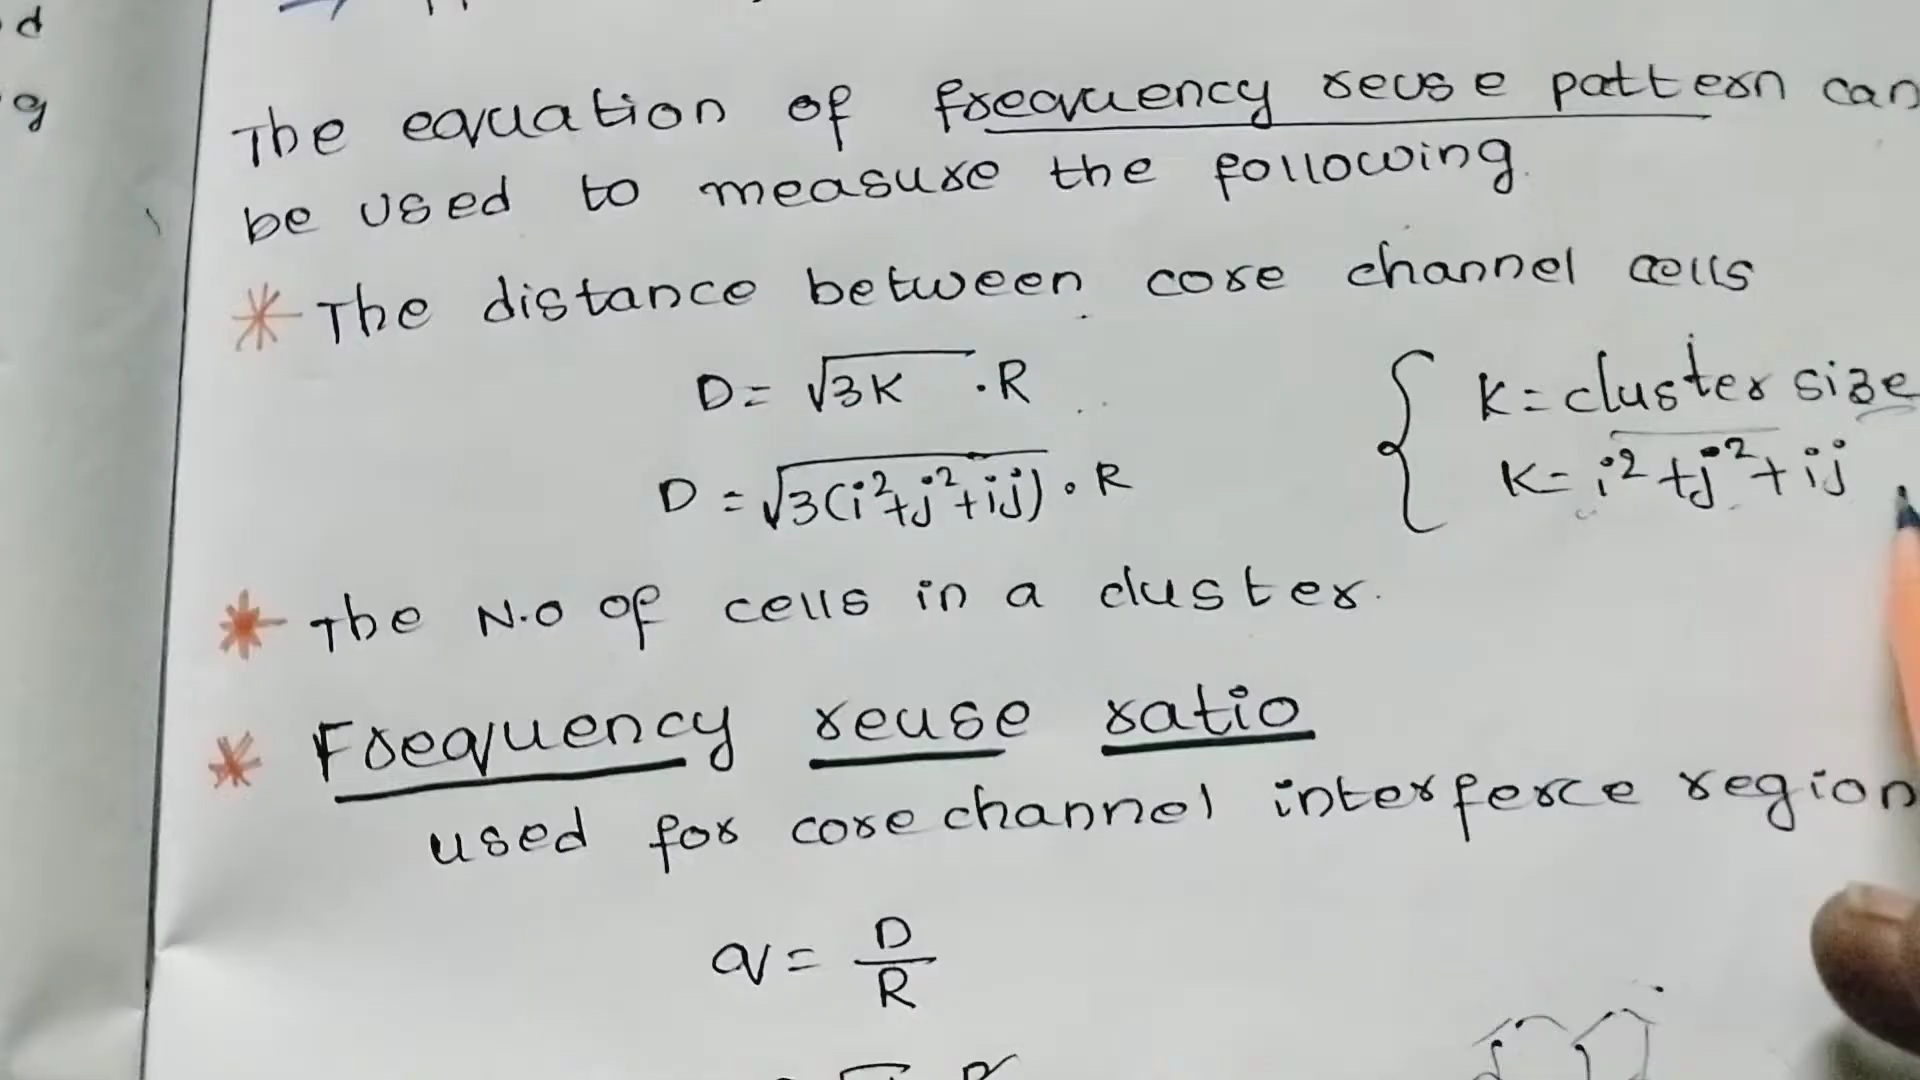 d
g
The equation of frequency reuse pattern can
be used to measure the following.
* The distance between core channel cells
D = √3K . R
{ K = cluster size
K = i² + j² + ij
D = √3(i²+j²+ij) . R
* The N.O of cells in a cluster.
* Frequency reuse ratio
used for core channel interferce region
q = D/R